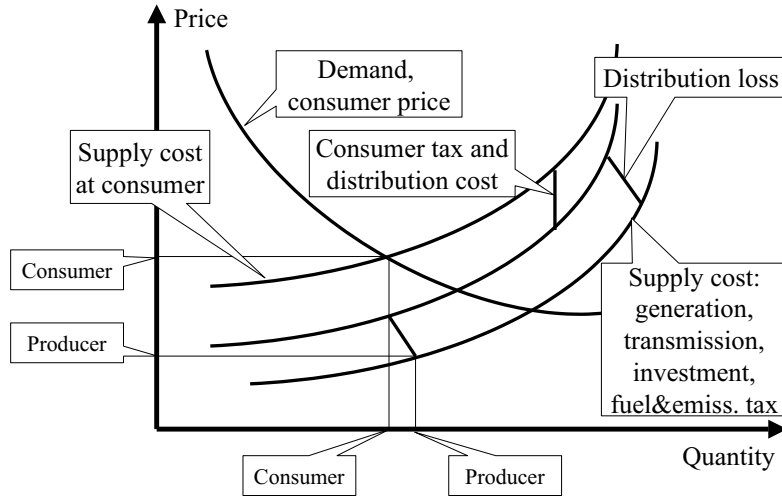 Price
Demand,
consumer price
Distribution loss
Supply cost
at consumer
Consumer tax and
distribution cost
Consumer
Producer
Supply cost:
generation,
transmission,
investment,
fuel&emiss. tax
Quantity
Consumer
Producer